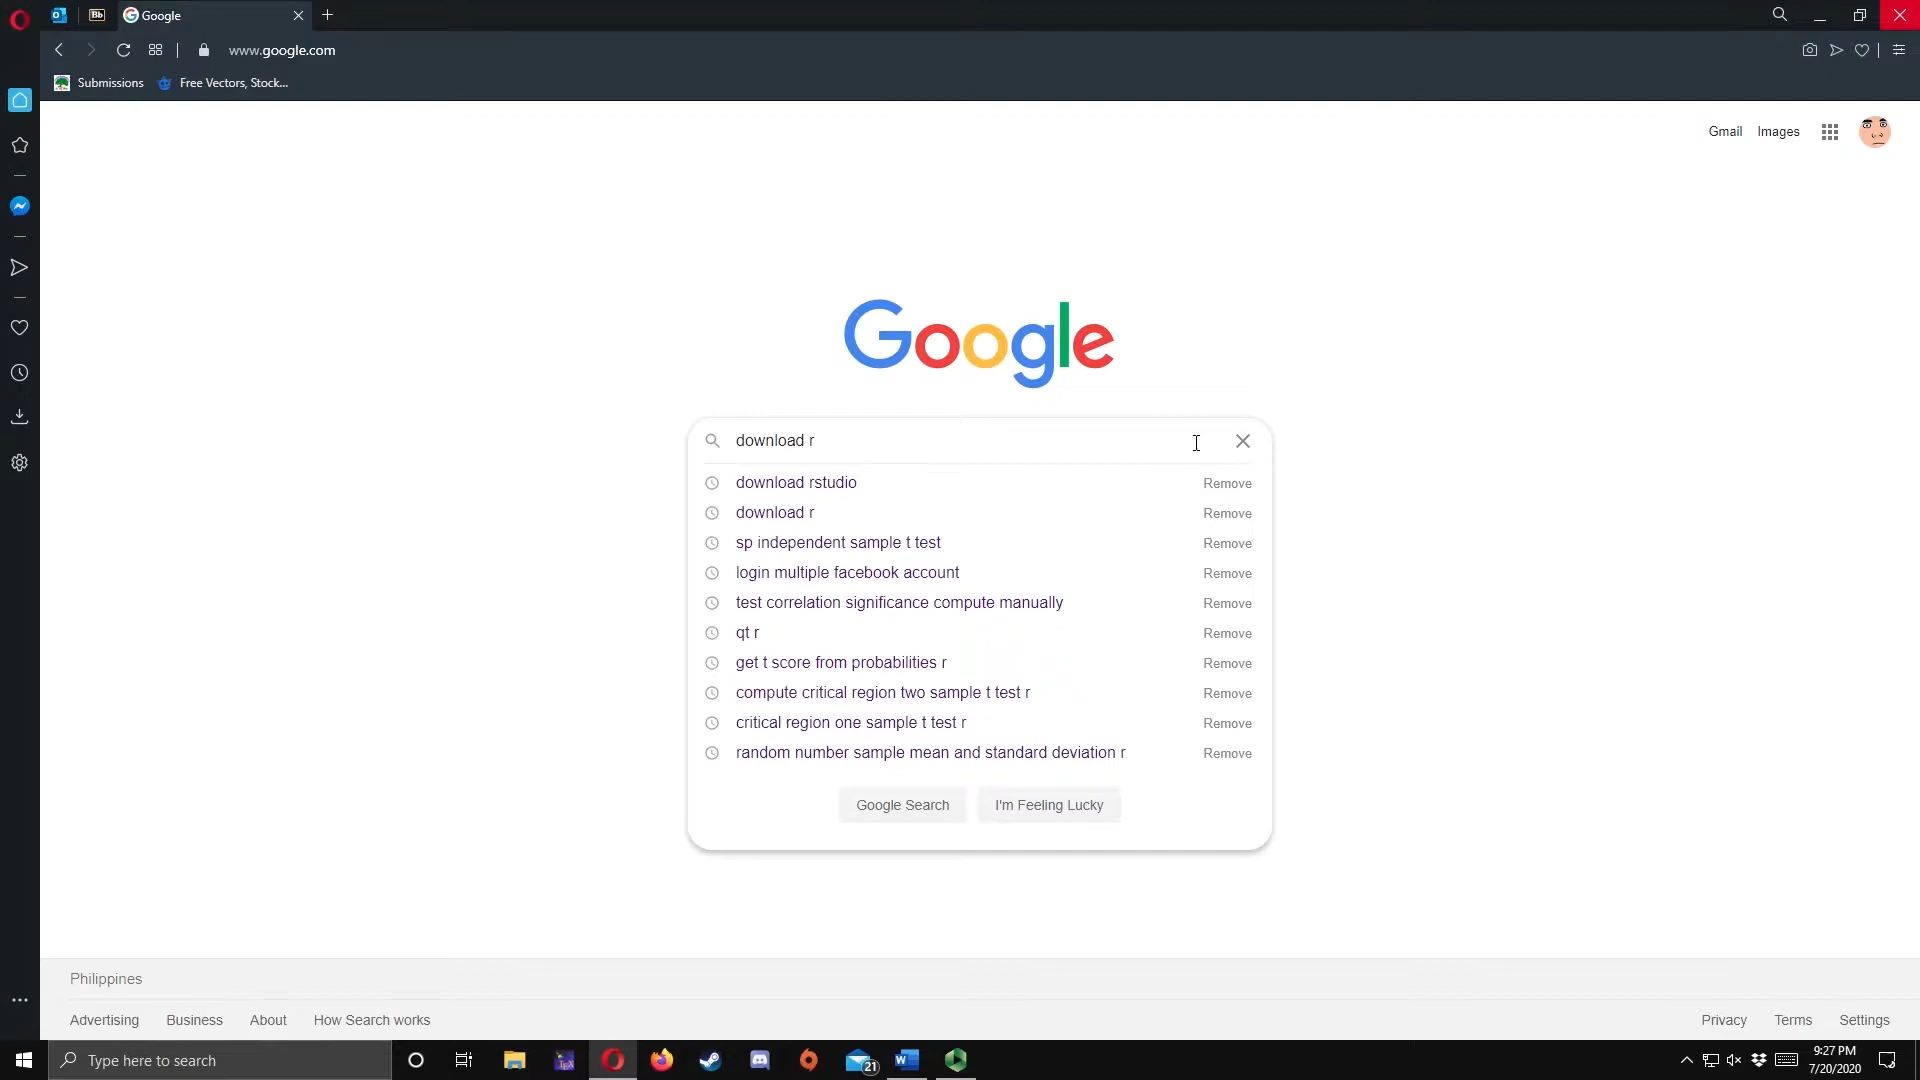 Bb
Google
www.google.com
Submissions
Free Vectors, Stock...
Gmail
Images
Google
download r
download rstudio
Remove
download r
Remove
sp independent sample t test
Remove
login multiple facebook account
Remove
test correlation significance compute manually
Remove
qt r
Remove
get t score from probabilities r
Remove
compute critical region two sample t test r
Remove
critical region one sample t test r
Remove
random number sample mean and standard deviation r
Remove
Google Search
I'm Feeling Lucky
Philippines
Advertising
Business
About
How Search works
Privacy
Terms
Settings
Type here to search
21
9:27 PM
7/20/2020